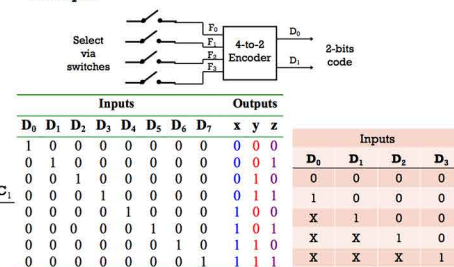 F₀
F₁
F₂
F₃
Select
via
switches
4-to-2
Encoder
D₀
D₁
2-bits
code
Inputs Outputs
D₀ D₁ D₂ D₃ D₄ D₅ D₆ D₇ x y z
1 0 0 0 0 0 0 0 0 0 0
0 1 0 0 0 0 0 0 0 0 1
0 0 1 0 0 0 0 0 0 1 0
0 0 0 1 0 0 0 0 0 1 1
0 0 0 0 1 0 0 0 1 0 0
0 0 0 0 0 1 0 0 1 0 1
0 0 0 0 0 0 1 0 1 1 0
0 0 0 0 0 0 0 1 1 1 1
C₁
Inputs
D₀ D₁ D₂ D₃
0 0 0 0
1 0 0 0
X 1 0 0
X X 1 0
X X X 1